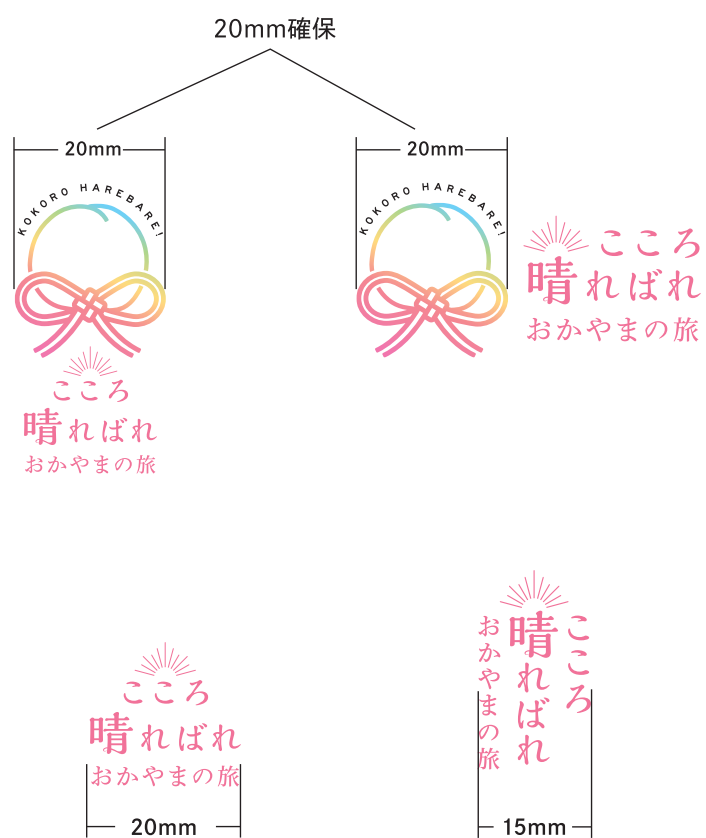 20mm確保
20mm
KOKORO HAREBARE!
こころ
晴ればれ
おかやまの旅
20mm
KOKORO HAREBARE!
こころ
晴ればれ
おかやまの旅
こころ
晴ればれ
おかやまの旅
20mm
こころ
晴ればれ
おかやまの旅
15mm